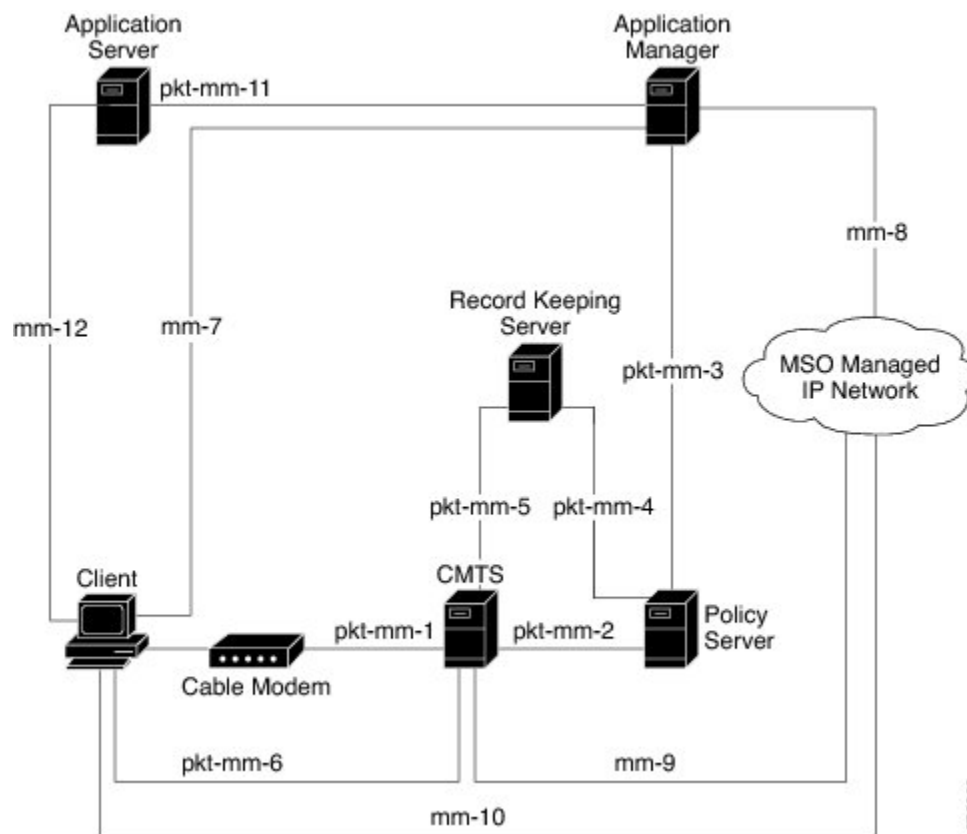 Application
Server
Application
Manager
pkt-mm-11
mm-8
Record Keeping
Server
mm-12
mm-7
pkt-mm-3
MSO Managed
IP Network
pkt-mm-5
pkt-mm-4
Client
CMTS
pkt-mm-1
pkt-mm-2
Policy
Server
Cable Modem
pkt-mm-6
mm-9
mm-10